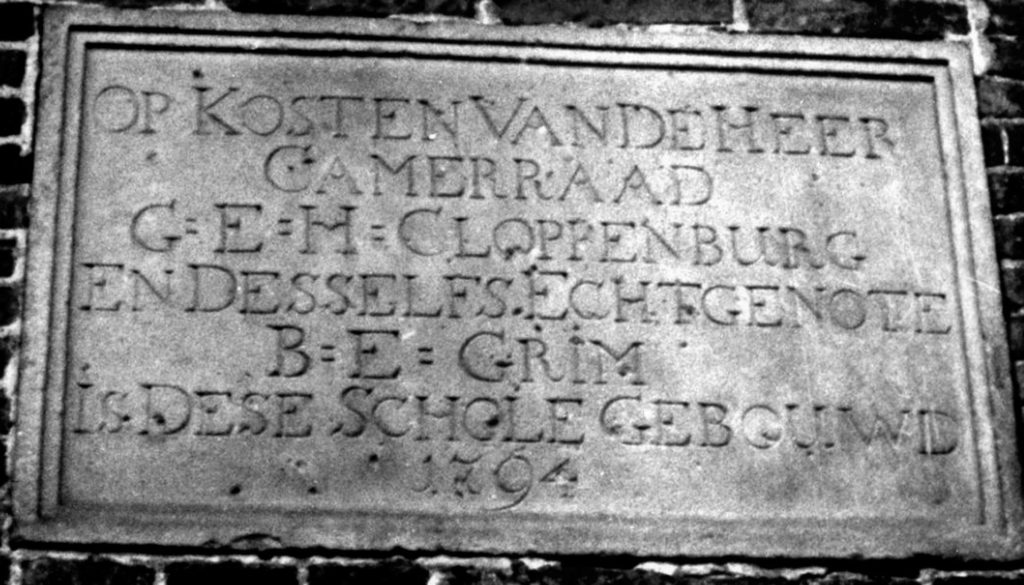 OP KOSTEN VAN DE HEER
CAMERRAAD
G=E=H=CLOPPENBURG
EN DESSELFS ECHTGENOTE
B=E=GRIM
IS DESE SCHOLE GEBOUWD
1794